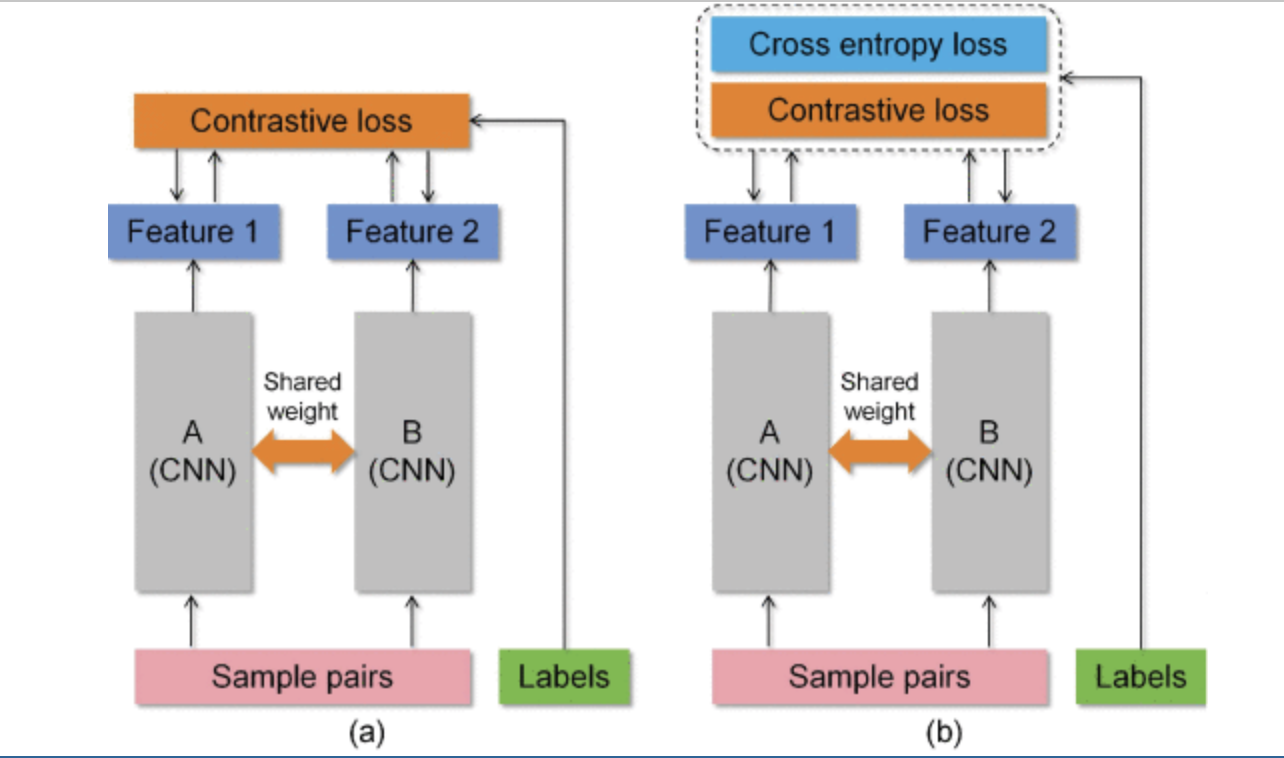 Contrastive loss
Feature 1
Feature 2
Shared
weight
A
(CNN)
B
(CNN)
Sample pairs
Labels
(a)
Cross entropy loss
Contrastive loss
Feature 1
Feature 2
Shared
weight
A
(CNN)
B
(CNN)
Sample pairs
Labels
(b)